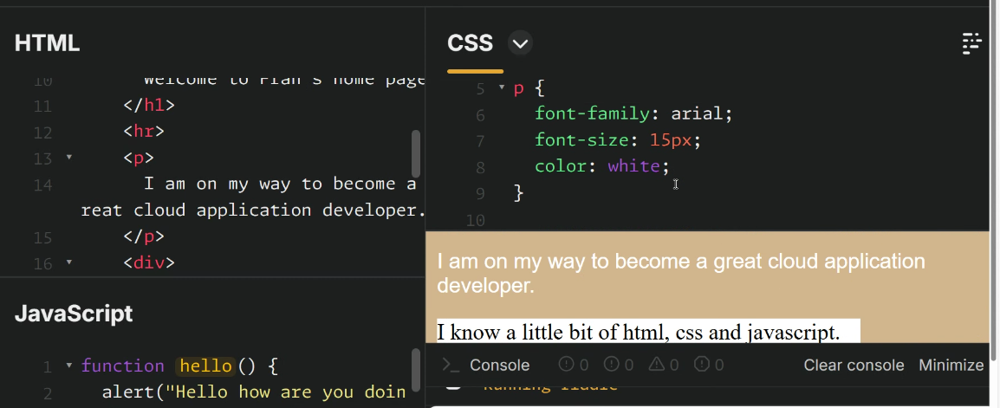 HTML
10 Welcome to Pian's home page
11 </h1>
12 <hr>
13 <p>
14 I am on my way to become a
reat cloud application developer.
15 </p>
16 <div>
JavaScript
1 function hello() {
2 alert("Hello how are you doin
CSS
5 p {
6 font-family: arial;
7 font-size: 15px;
8 color: white;
9 }
10
I am on my way to become a great cloud application
developer.
I know a little bit of html, css and javascript.
>_ Console 0 0 0 0 Clear console Minimize
Running fiddle